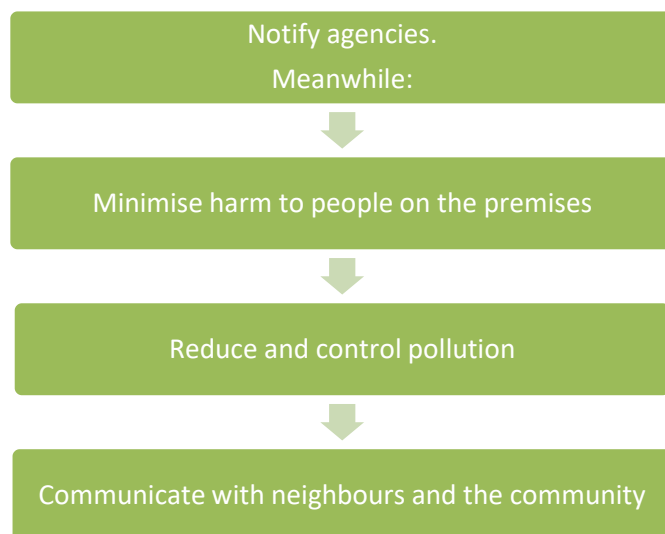 Notify agencies.
Meanwhile:
Minimise harm to people on the premises
Reduce and control pollution
Communicate with neighbours and the community